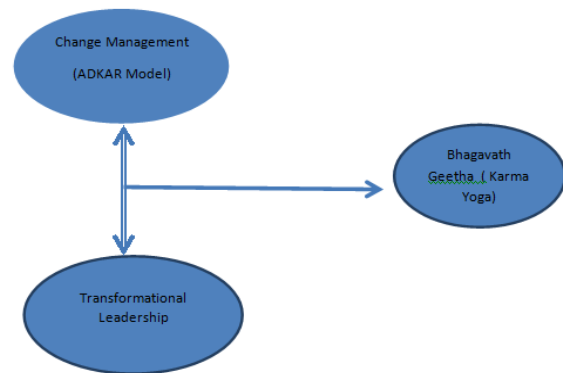 Change Management
(ADKAR Model)
Bhagavath
Geetha ( Karma
Yoga)
Transformational
Leadership